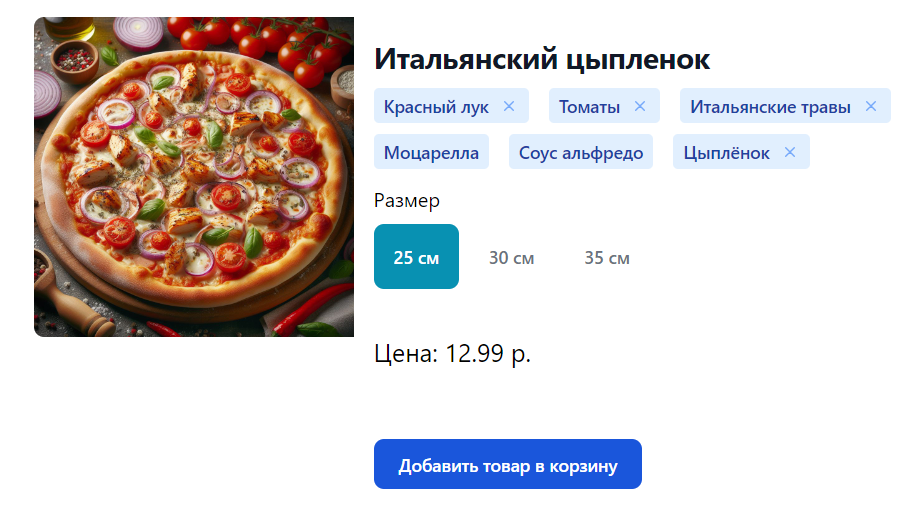 Итальянский цыпленок
Красный лук × Томаты × Итальянские травы ×
Моцарелла Соус альфредо Цыплёнок ×
Размер
25 см 30 см 35 см
Цена: 12.99 р.
Добавить товар в корзину